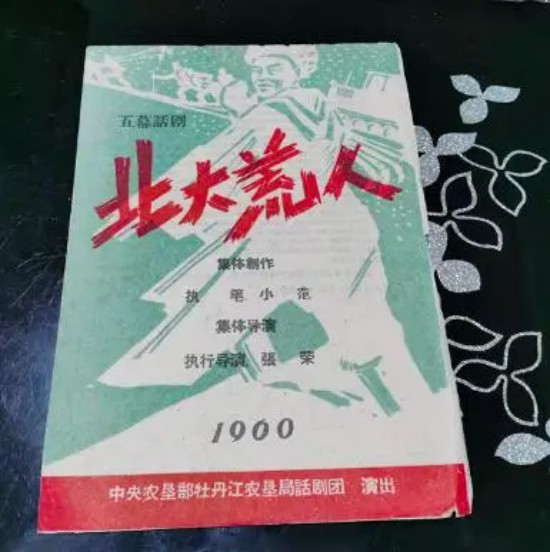 五幕話剧
北大荒人
集体創作
执 笔 小 范
集体导演
执行导演 張 荣
1960
中央农垦部牡丹江农垦局話剧团 演出